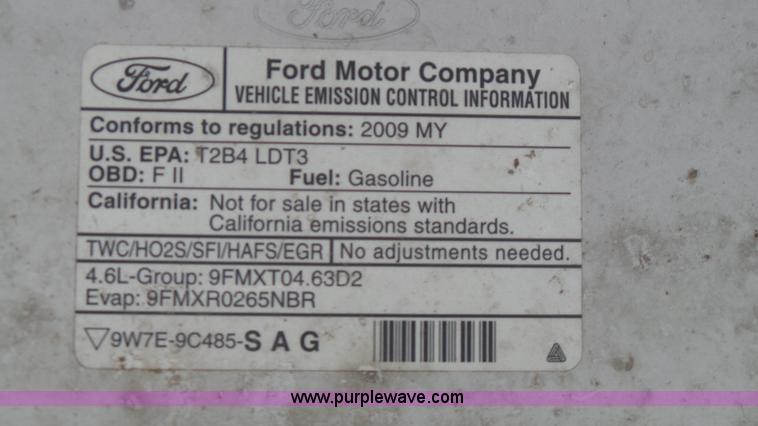 Ford
Ford
Ford Motor Company
VEHICLE EMISSION CONTROL INFORMATION
Conforms to regulations: 2009 MY
U.S. EPA: T2B4 LDT3
OBD: F II Fuel: Gasoline
California: Not for sale in states with
California emissions standards.
TWC/HO2S/SFI/HAFS/EGR No adjustments needed.
4.6L-Group: 9FMXT04.63D2
Evap: 9FMXR0265NBR
9W7E-9C485-SAG
www.purplewave.com